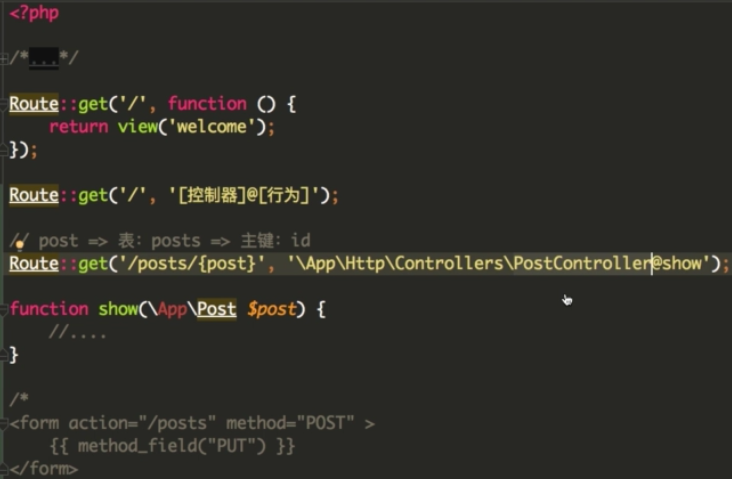 <?php
/*...*/
Route::get('/', function () {
return view('welcome');
});
Route::get('/', '[控制器]@[行为]');
// post => 表: posts => 主键: id
Route::get('/posts/{post}', '\App\Http\Controllers\PostController@show');
function show(\App\Post $post) {
//....
}
/*
<form action="/posts" method="POST" >
{{ method_field("PUT") }}
</form>